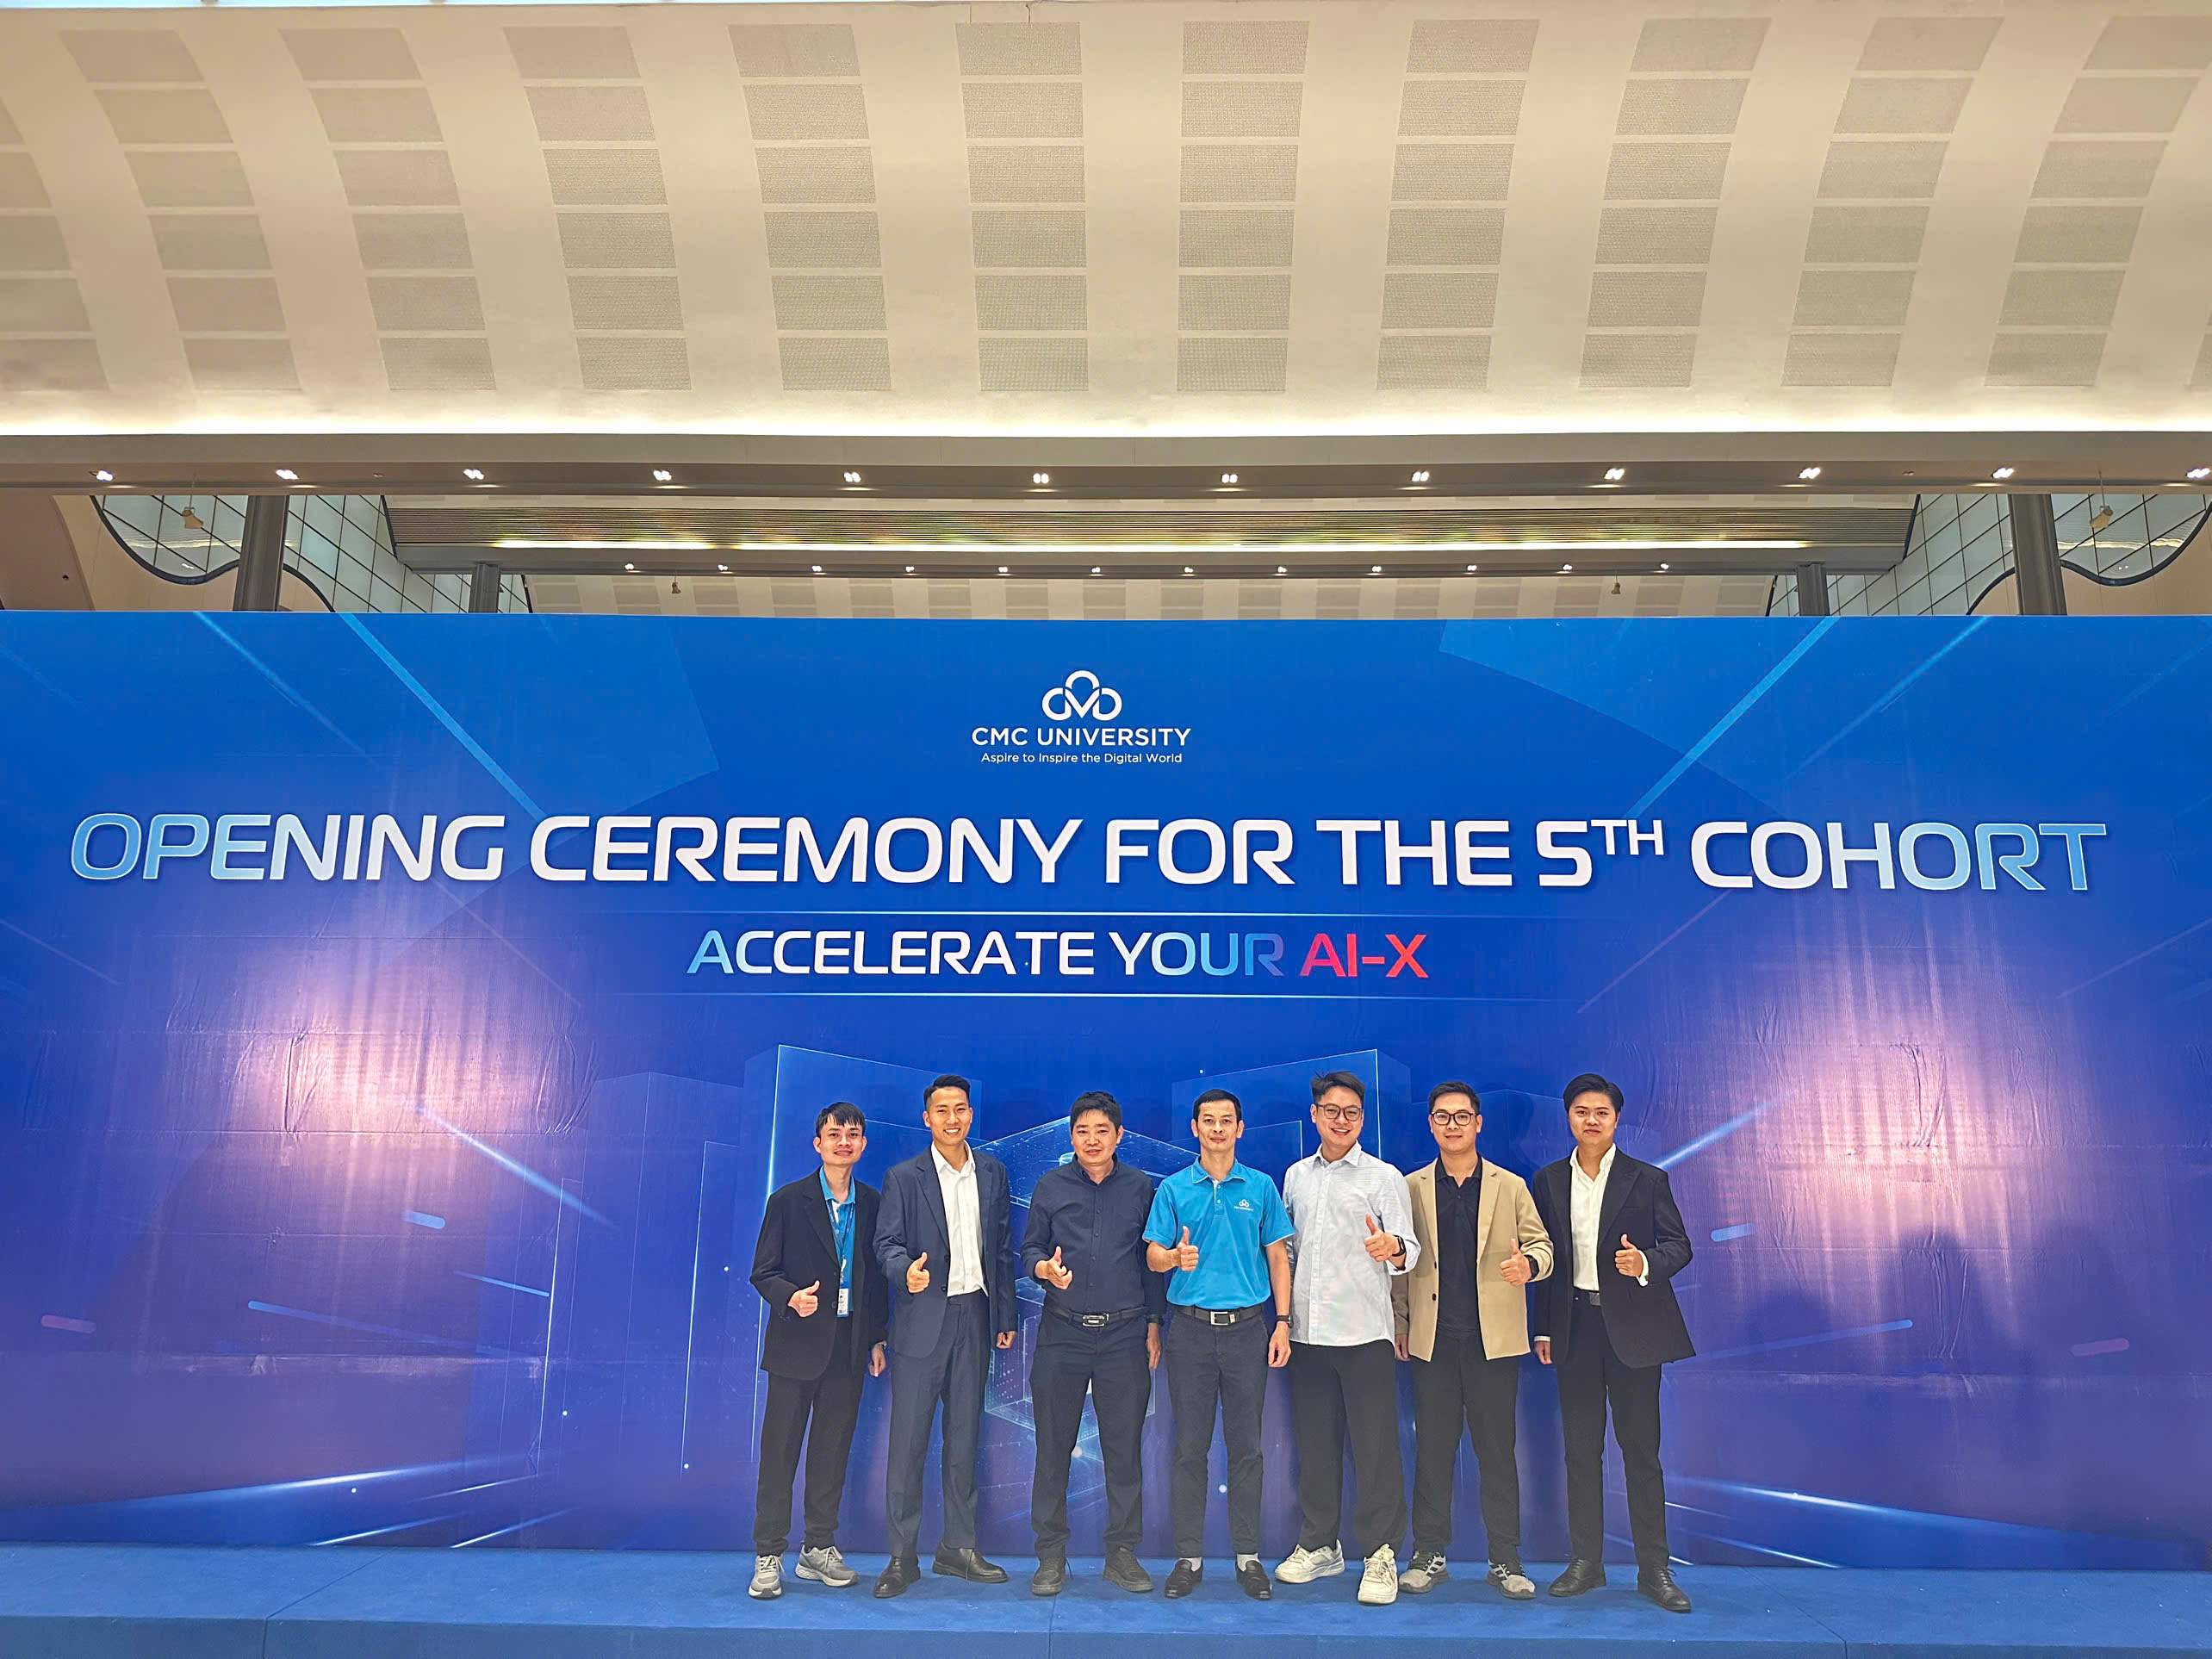 CMC UNIVERSITY
Aspire to Inspire the Digital World
OPENING CEREMONY FOR THE 5TH COHORT
ACCELERATE YOUR AI-X